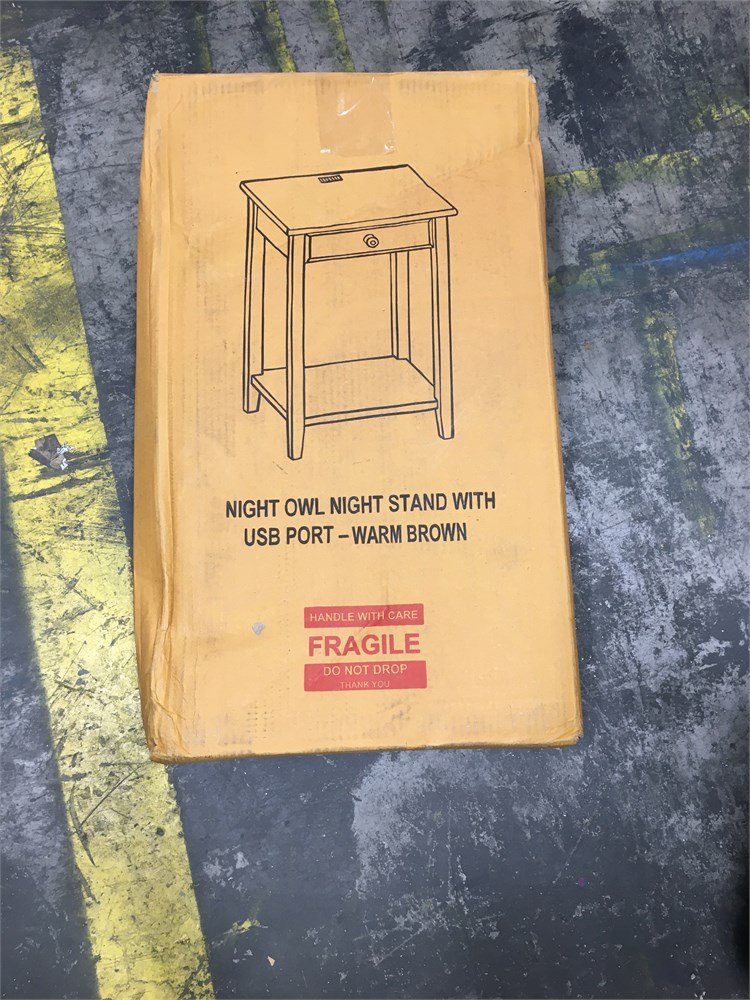 NIGHT OWL NIGHT STAND WITH
USB PORT – WARM BROWN
HANDLE WITH CARE
FRAGILE
DO NOT DROP
THANK YOU